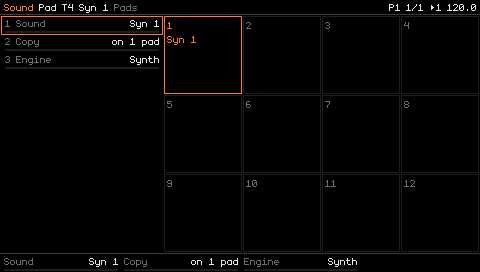 Sound Pad T4 Syn 1 Pads P1 1/1 ▸1 120.0
1 Sound Syn 1
2 Copy on 1 pad
3 Engine Synth
1 2 3 4
Syn 1
5 6 7 8
9 10 11 12
Sound Syn 1 Copy on 1 pad Engine Synth